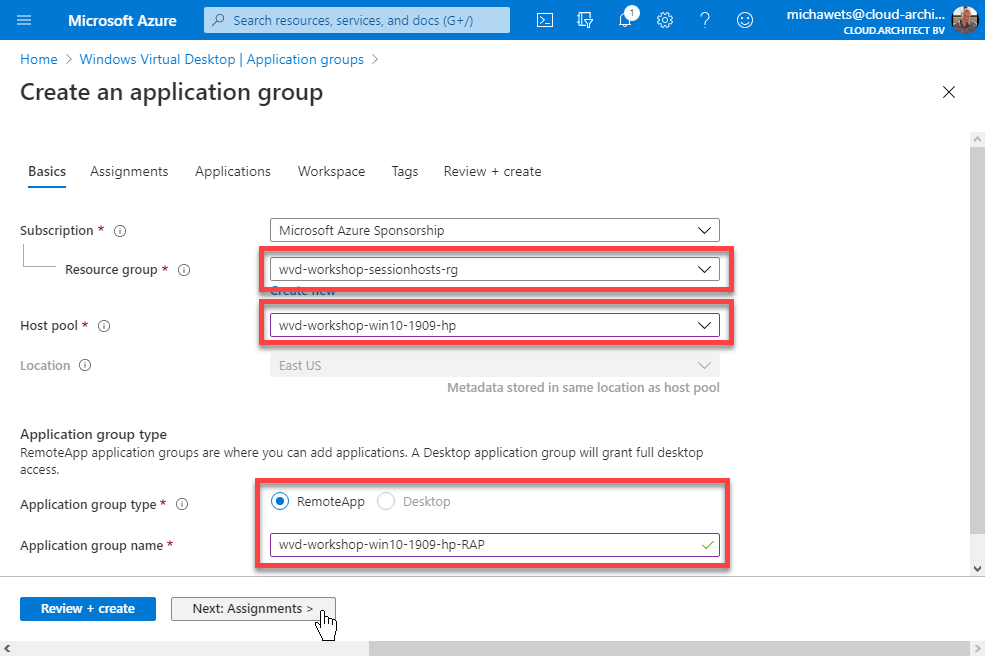 Microsoft Azure
Search resources, services, and docs (G+/)
1
michawets@cloud-archi...
CLOUD.ARCHITECT BV
Home > Windows Virtual Desktop | Application groups >
Create an application group
Basics Assignments Applications Workspace Tags Review + create
Subscription *
Microsoft Azure Sponsorship
Resource group *
wvd-workshop-sessionhosts-rg
Create new
Host pool *
wvd-workshop-win10-1909-hp
Location
East US
Metadata stored in same location as host pool
Application group type
RemoteApp application groups are where you can add applications. A Desktop application group will grant full desktop
access.
Application group type *
RemoteApp Desktop
Application group name *
wvd-workshop-win10-1909-hp-RAP
Review + create Next: Assignments >